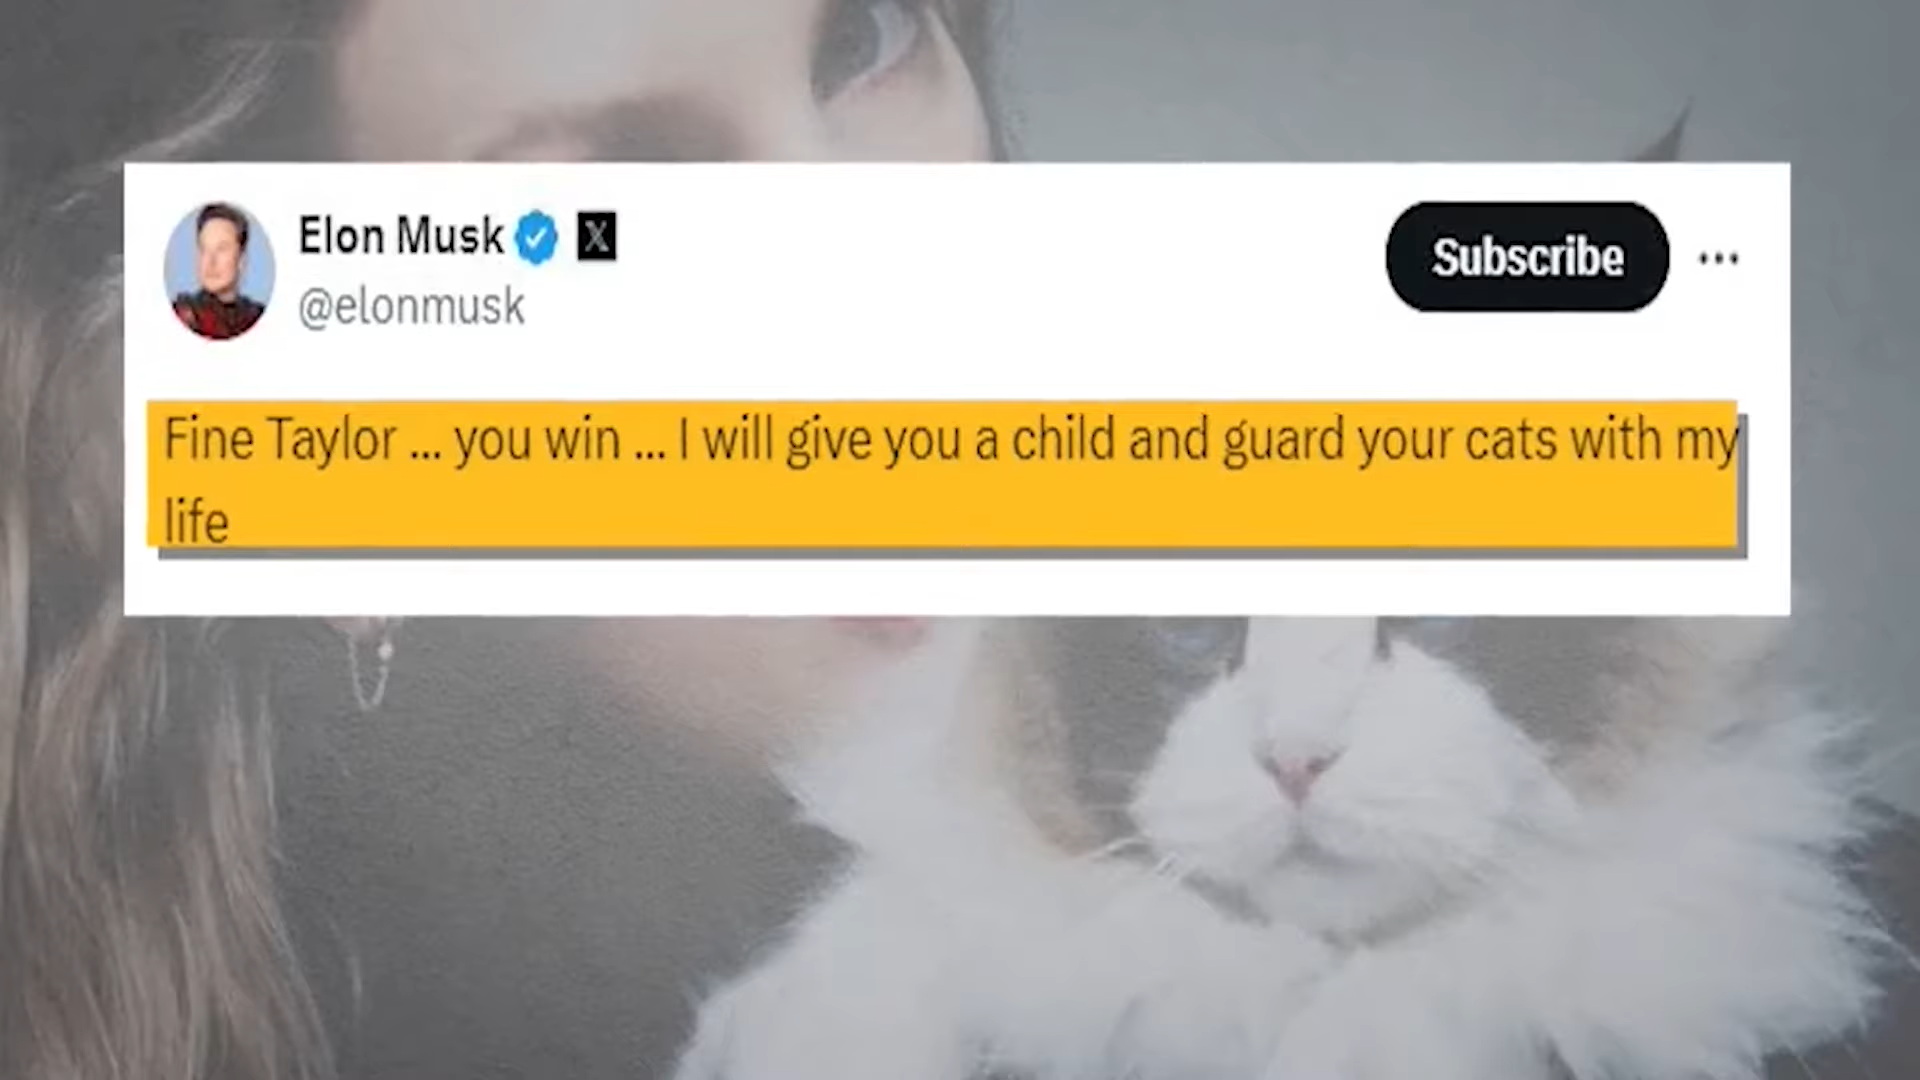 Elon Musk
@elonmusk
Subscribe
Fine Taylor ... you win ... I will give you a child and guard your cats with my
life